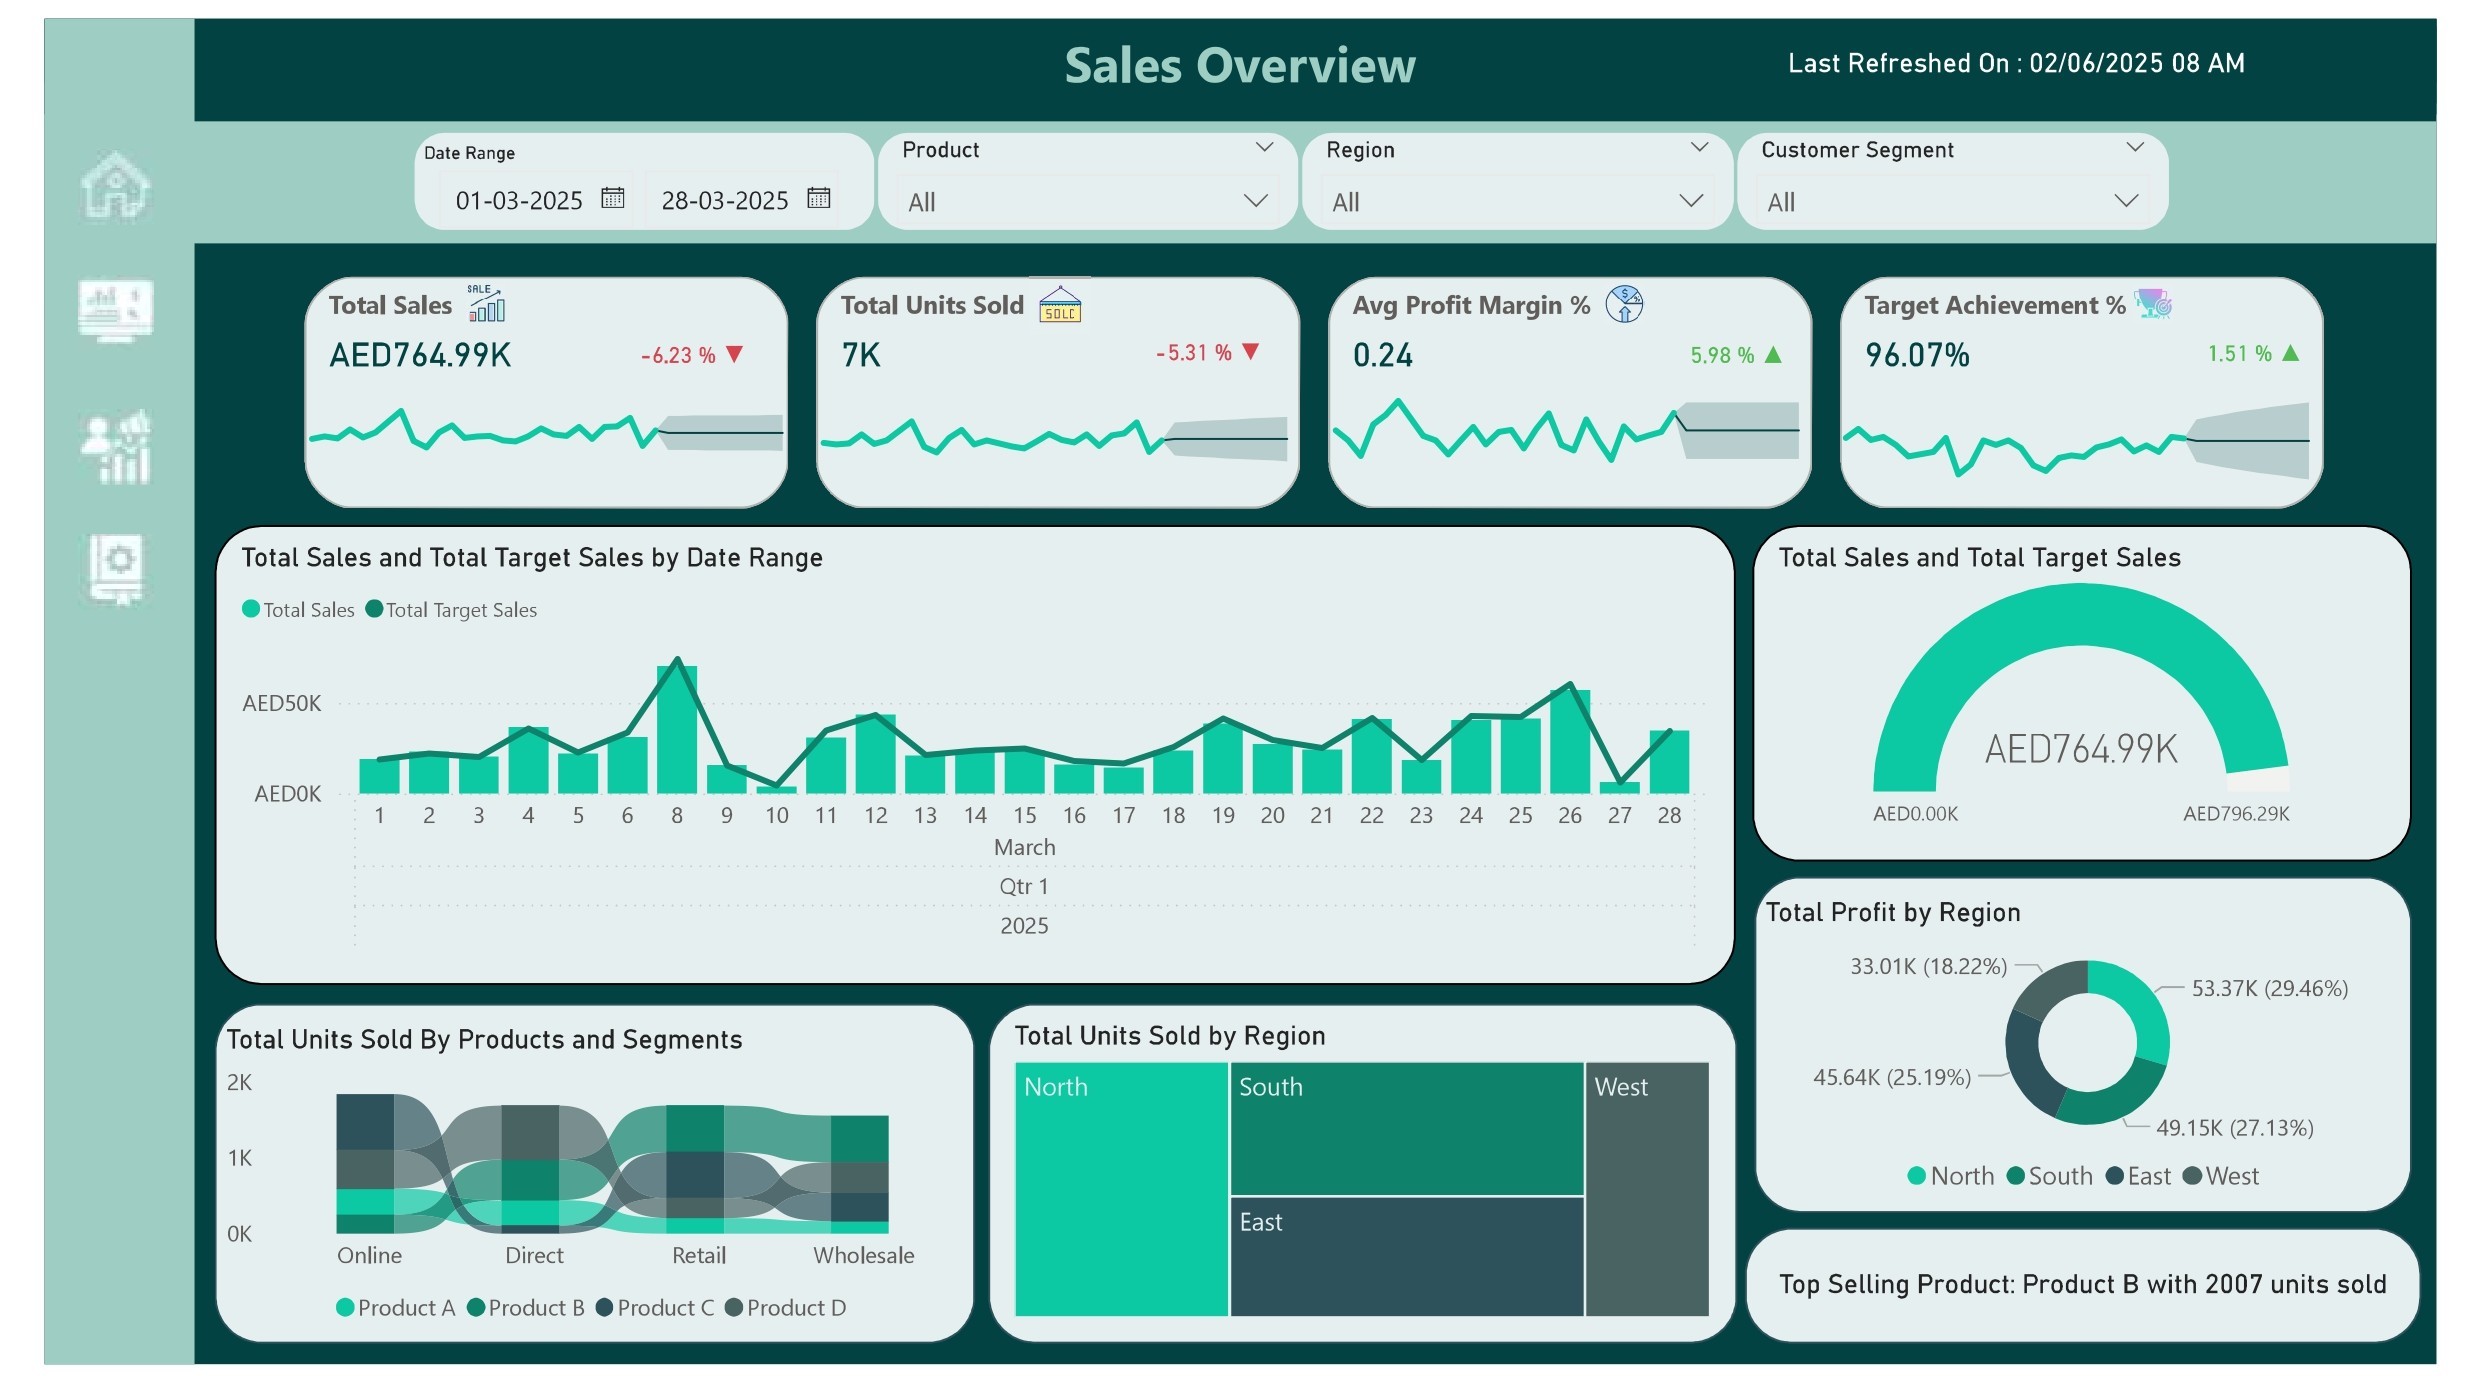 Sales Overview
Last Refreshed On : 02/06/2025 08 AM
Date Range
01-03-2025 28-03-2025
Product
All
Region
All
Customer Segment
All
Total Sales
SALE
AED764.99K
-6.23 %
Total Units Sold
SOLC
7K
-5.31 %
Avg Profit Margin %
$ %
0.24
5.98 %
Target Achievement %
96.07%
1.51 %
Total Sales and Total Target Sales by Date Range
Total Sales Total Target Sales
AED50K
AED0K
1 2 3 4 5 6 8 9 10 11 12 13 14 15 16 17 18 19 20 21 22 23 24 25 26 27 28
March
Qtr 1
2025
Total Sales and Total Target Sales
AED764.99K
AED0.00K AED796.29K
Total Profit by Region
33.01K (18.22%)
53.37K (29.46%)
45.64K (25.19%)
49.15K (27.13%)
North South East West
Total Units Sold By Products and Segments
2K
1K
0K
Online Direct Retail Wholesale
Product A Product B Product C Product D
Total Units Sold by Region
North
South
West
East
Top Selling Product: Product B with 2007 units sold